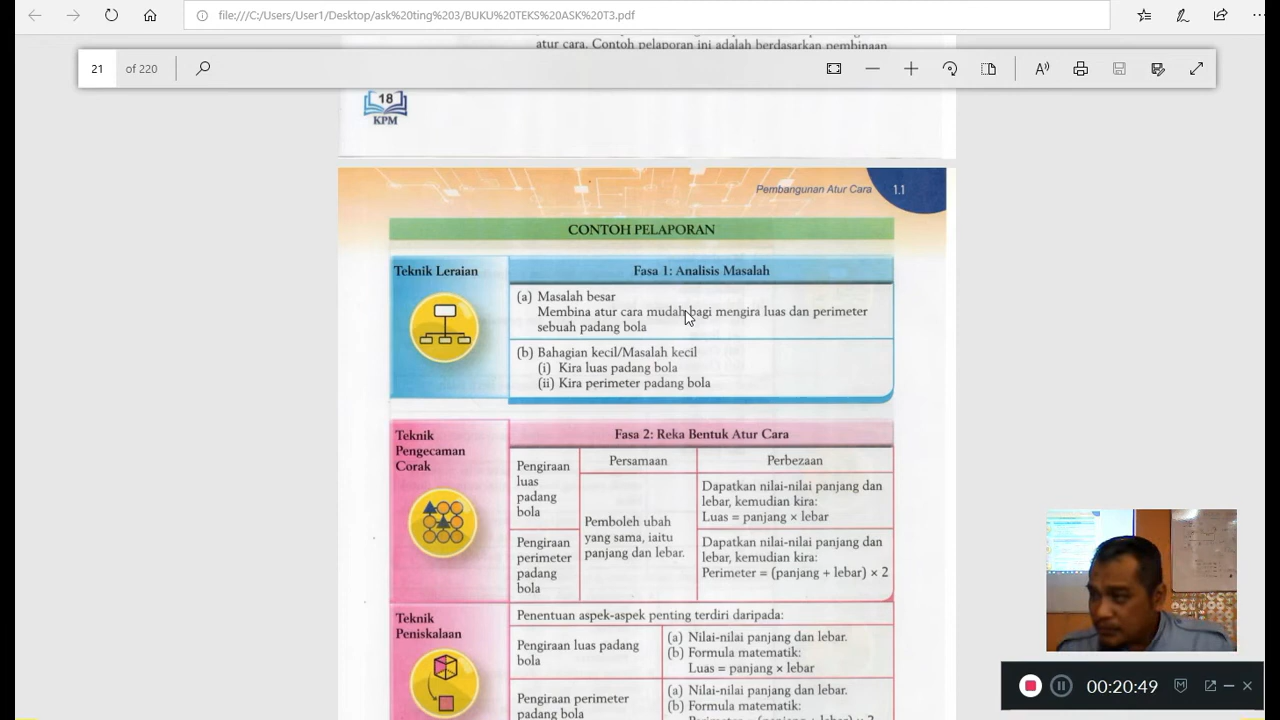 file:///C:/Users/User1/Desktop/ask%20ting%203/BUKU%20TEKS%20ASK%20T3.pdf
atur cara. Contoh pelaporan ini adalah berdasarkan pembinaan
21 of 220
18
KPM
Pembangunan Atur Cara 1.1
CONTOH PELAPORAN
Teknik Leraian
Fasa 1: Analisis Masalah
(a) Masalah besar
Membina atur cara mudah bagi mengira luas dan perimeter
sebuah padang bola
(b) Bahagian kecil/Masalah kecil
(i) Kira luas padang bola
(ii) Kira perimeter padang bola
Teknik
Pengecaman
Corak
Fasa 2: Reka Bentuk Atur Cara
Persamaan
Perbezaan
Pengiraan
luas
padang
bola
Pemboleh ubah
yang sama, iaitu
panjang dan lebar.
Dapatkan nilai-nilai panjang dan
lebar, kemudian kira:
Luas = panjang × lebar
Pengiraan
perimeter
padang
bola
Dapatkan nilai-nilai panjang dan
lebar, kemudian kira:
Perimeter = (panjang + lebar) × 2
Teknik
Peniskalaan
Penentuan aspek-aspek penting terdiri daripada:
Pengiraan luas padang
bola
(a) Nilai-nilai panjang dan lebar.
(b) Formula matematik:
Luas = panjang × lebar
Pengiraan perimeter
padang bola
(a) Nilai-nilai panjang dan lebar.
(b) Formula matematik:
Perimeter = (panjang + lebar) × 2
00:20:49